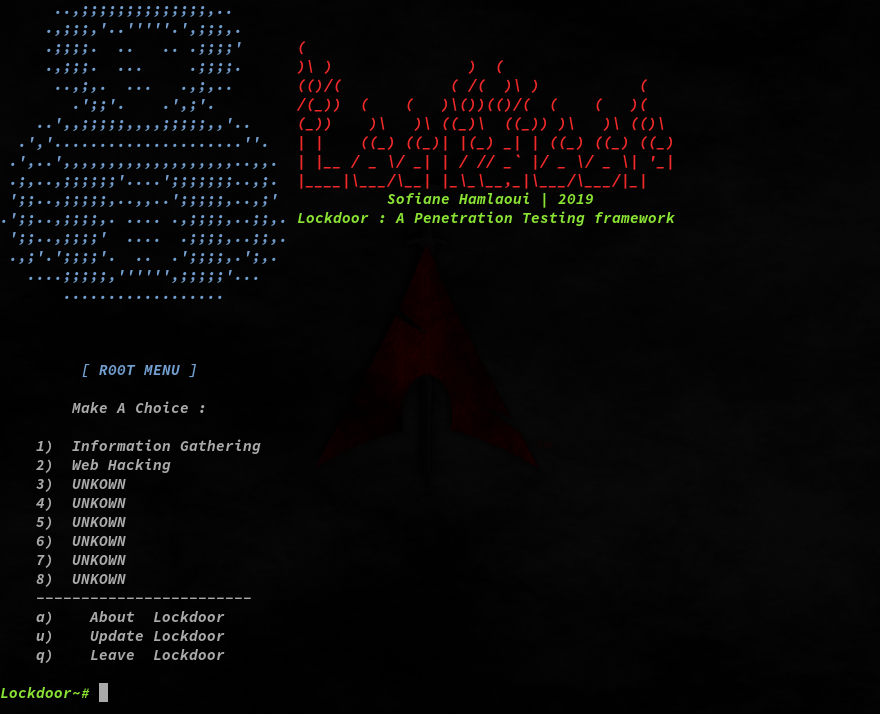 Sofiane Hamlaoui | 2019
Lockdoor : A Penetration Testing framework
[ R00T MENU ]
Make A Choice :
1) Information Gathering
2) Web Hacking
3) UNKOWN
4) UNKOWN
5) UNKOWN
6) UNKOWN
7) UNKOWN
8) UNKOWN
------------------------
a) About Lockdoor
u) Update Lockdoor
q) Leave Lockdoor
Lockdoor~#